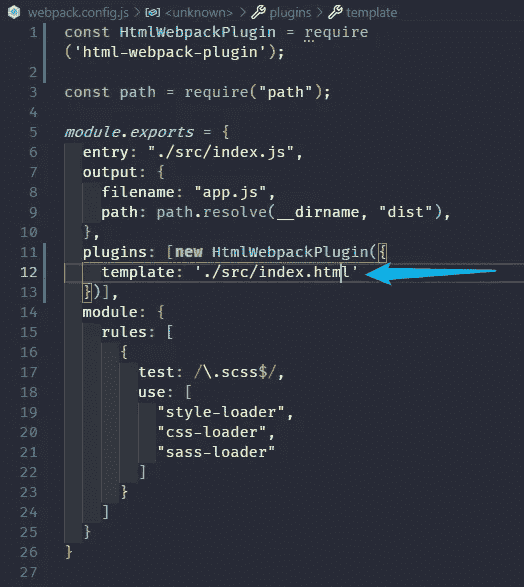 webpack.config.js > <unknown> > plugins > template
1 const HtmlWebpackPlugin = require
('html-webpack-plugin');
2
3 const path = require("path");
4
5 module.exports = {
6 entry: "./src/index.js",
7 output: {
8 filename: "app.js",
9 path: path.resolve(__dirname, "dist"),
10 },
11 plugins: [new HtmlWebpackPlugin({
12 template: './src/index.html'
13 })],
14 module: {
15 rules: [
16 {
17 test: /\.scss$/,
18 use: [
19 "style-loader",
20 "css-loader",
21 "sass-loader"
22 ]
23 }
24 ]
25 }
26 }
27